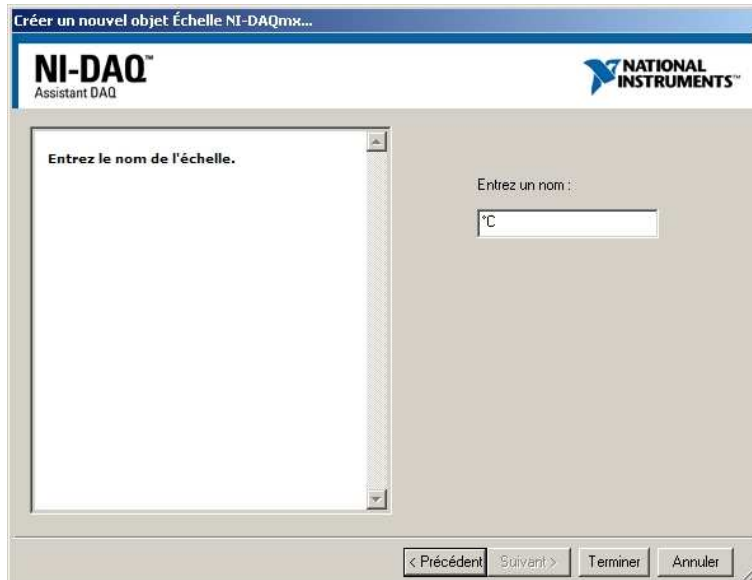 Créer un nouvel objet Échelle NI-DAQmx...
NI-DAQ™
Assistant DAQ
NATIONAL
INSTRUMENTS™
Entrez le nom de l'échelle.
Entrez un nom :
°C
< Précédent
Suivant >
Terminer
Annuler